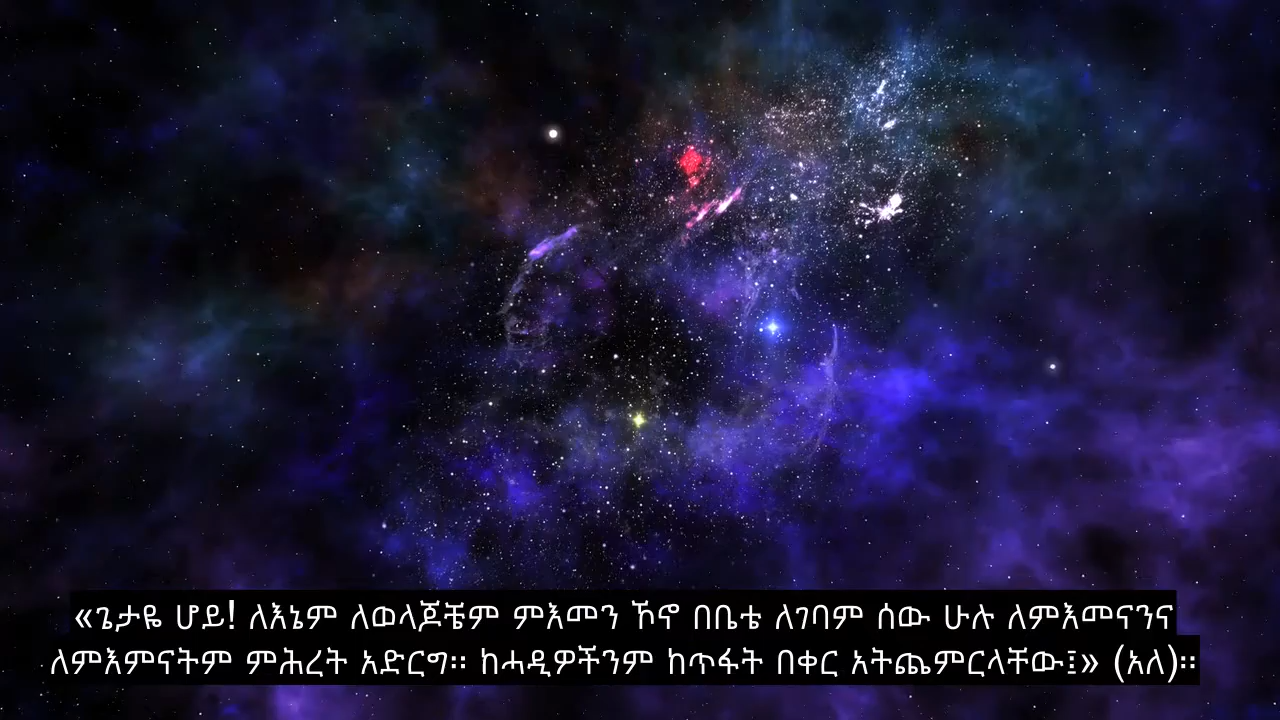 «ጌታዬ ሆይ! ለእኔም ለወላጆቼም ምእመን ኾኖ በቤቴ ለገባም ሰው ሁሉ ለምእመናንና
ለምእምናትም ምሕረት አድርግ፡፡ ከሓዲዎችንም ከጥፋት በቀር አትጨምርላቸው፤» (አለ)፡፡